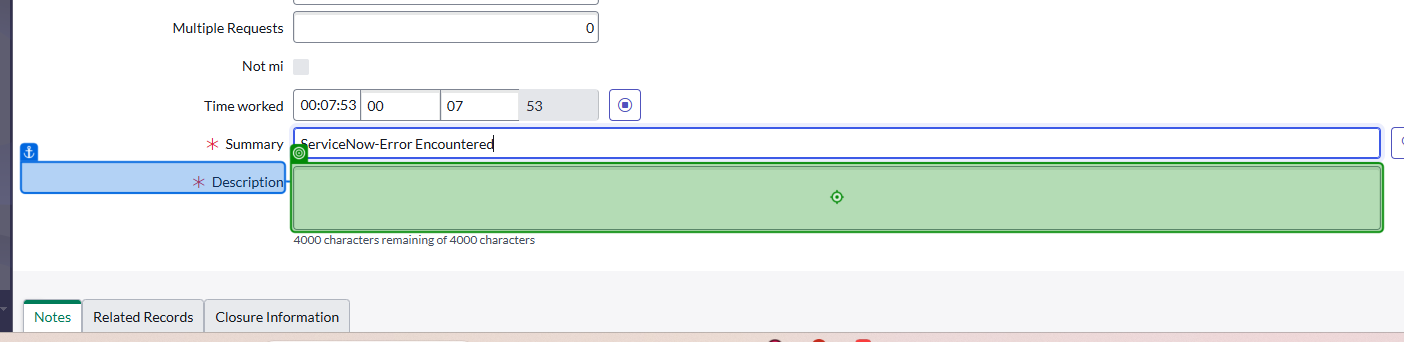 Multiple Requests 0
Not mi
Time worked 00:07:53 00 07 53
* Summary ServiceNow-Error Encountered
* Description
4000 characters remaining of 4000 characters
Notes Related Records Closure Information